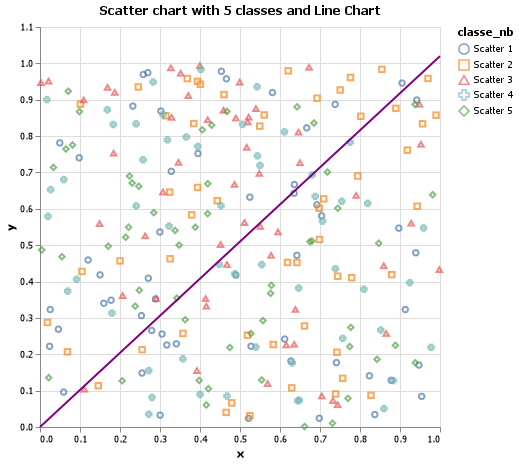 Scatter chart with 5 classes and Line Chart
classe_nb
Scatter 1
Scatter 2
Scatter 3
Scatter 4
Scatter 5
y
1.1
1.0
0.9
0.8
0.7
0.6
0.5
0.4
0.3
0.2
0.1
0.0
0.0 0.1 0.2 0.3 0.4 0.5 0.6 0.7 0.8 0.9 1.0
x